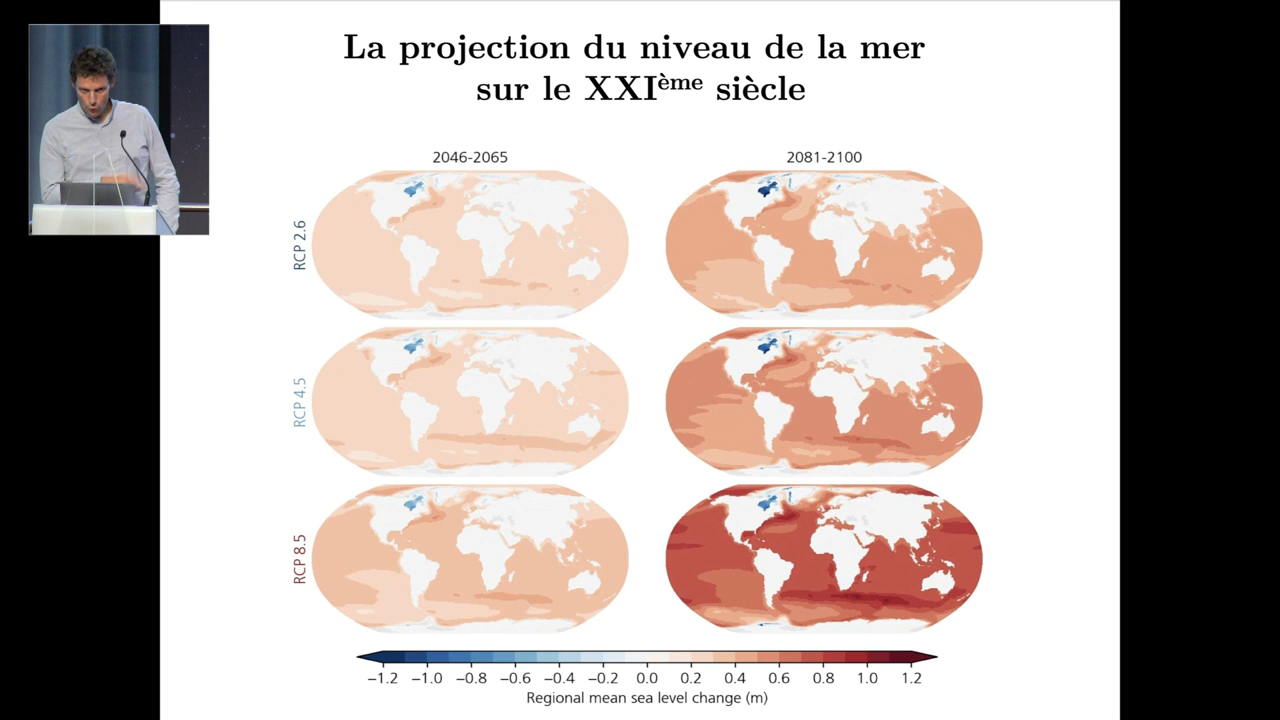 La projection du niveau de la mer
sur le XXIème siècle
2046-2065
2081-2100
RCP 2.6
RCP 4.5
RCP 8.5
−1.2 −1.0 −0.8 −0.6 −0.4 −0.2 0.0 0.2 0.4 0.6 0.8 1.0 1.2
Regional mean sea level change (m)